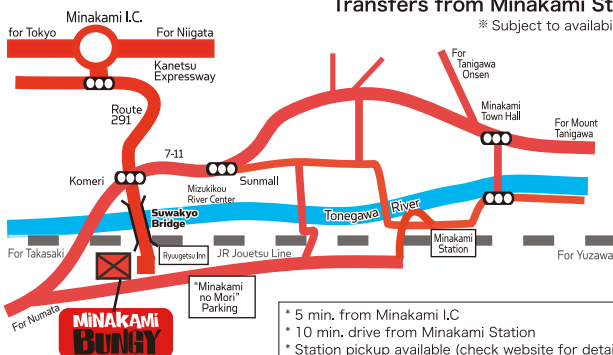 Transfers from Minakami St
※ Subject to availabi
Minakami I.C.
for Tokyo
For Niigata
Kanetsu
Expressway
For
Tanigawa
Onsen
Route
291
Minakami
Town Hall
For Mount
Tanigawa
7-11
Komeri
Mizukikou
River Center
Sunmall
Suwakyo
Bridge
Tonegawa River
For Takasaki
Ryuugetsu Inn
JR Jouetsu Line
Minakami
Station
For Yuzawa
"Minakami
no Mori"
Parking
For Numata
MiNAKAMi
BUNGY
* 5 min. from Minakami I.C
* 10 min. drive from Minakami Station
* Station pickup available (check website for detai